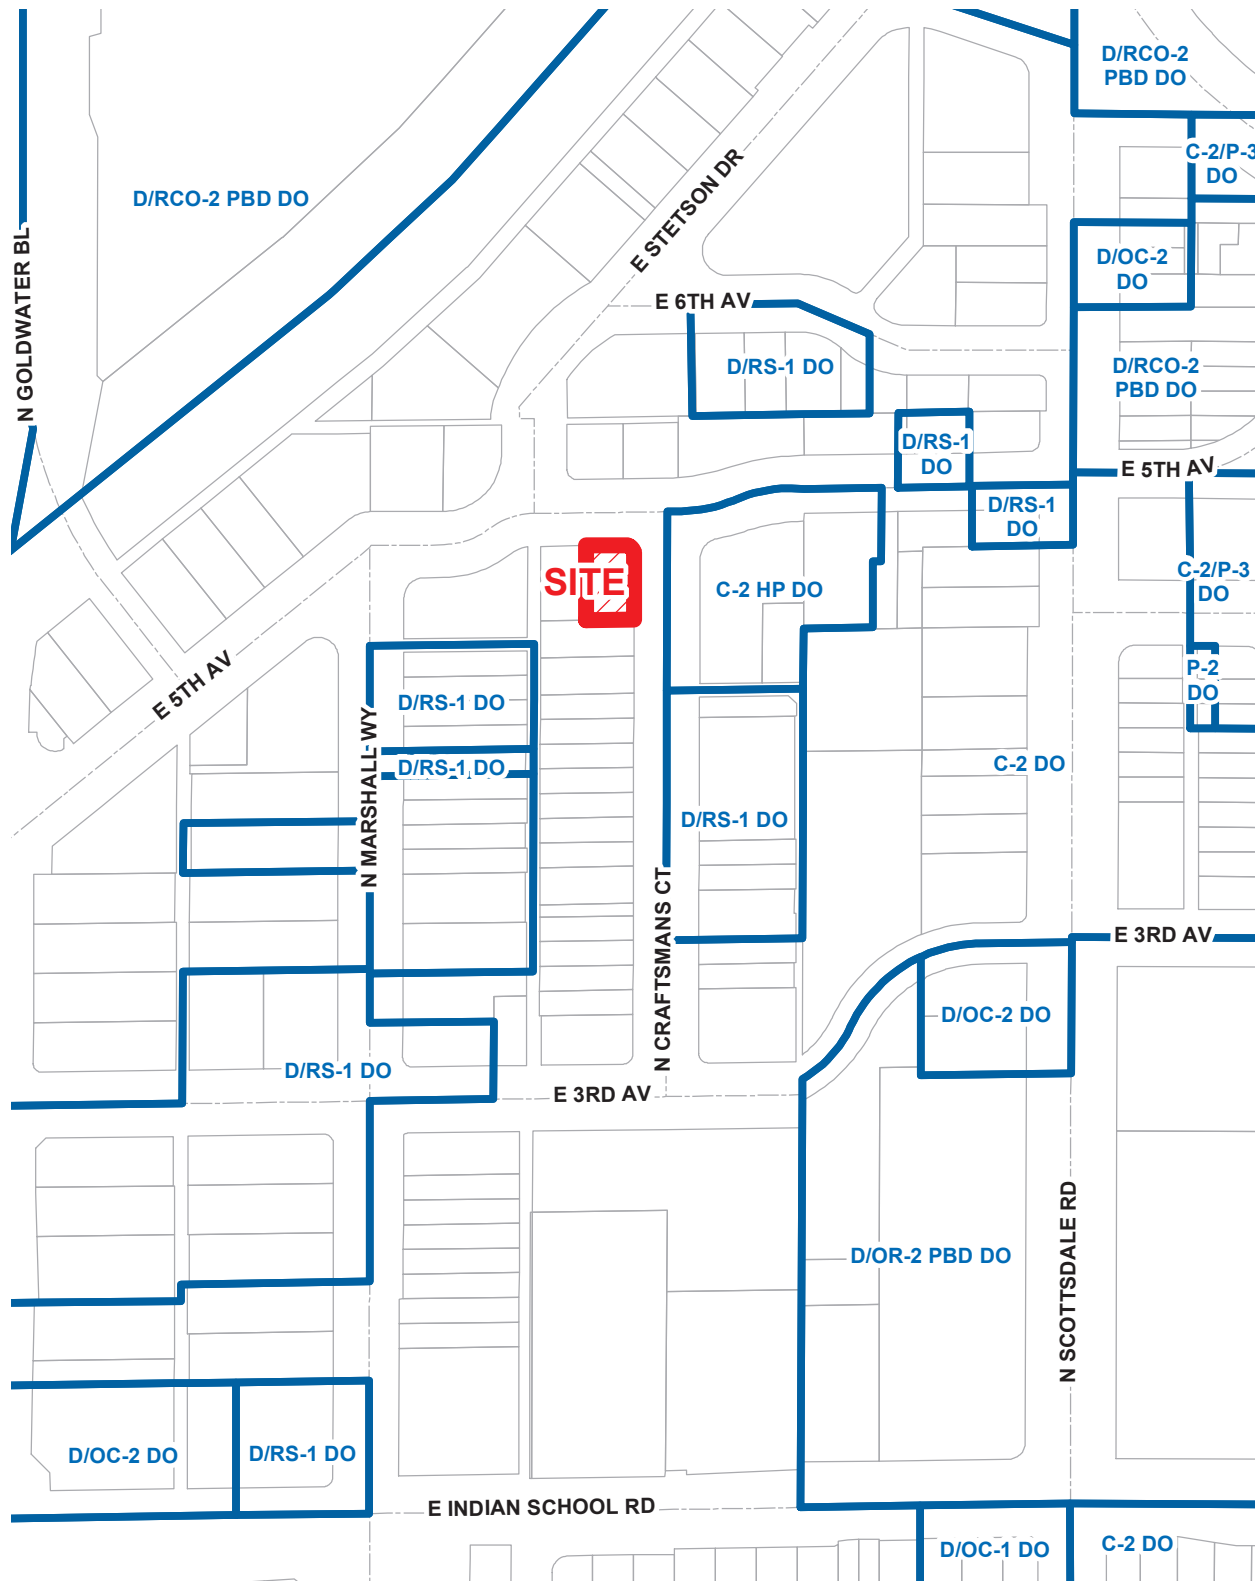 D/RCO-2
PBD DO
C-2/P-3
DO
D/RCO-2 PBD DO
E STETSON DR
D/OC-2
DO
N GOLDWATER BL
E 6TH AV
D/RS-1 DO
D/RCO-2
PBD DO
D/RS-1
DO
E 5TH AV
D/RS-1
DO
SITE
C-2 HP DO
C-2/P-3
DO
E 5TH AV
D/RS-1 DO
P-2
DO
N MARSHALL WY
D/RS-1 DO
C-2 DO
D/RS-1 DO
N CRAFTSMANS CT
E 3RD AV
D/OC-2 DO
D/RS-1 DO
E 3RD AV
D/OR-2 PBD DO
N SCOTTSDALE RD
D/OC-2 DO
D/RS-1 DO
E INDIAN SCHOOL RD
D/OC-1 DO
C-2 DO